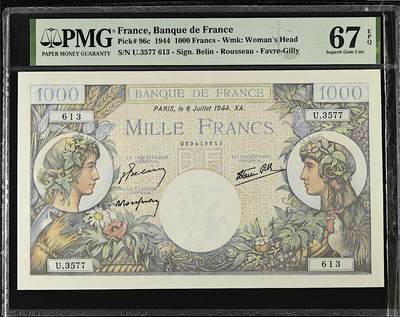 PMG
PAPER MONEY GUARANTY
France, Banque de France
Pick# 96c 1944 1000 Francs - Wmk: Woman's Head
S/N U.3577 613 - Sign. Belin - Rousseau - Favre-Gilly
67 EPQ
Superb Gem Unc
1000 BANQUE DE FRANCE 1000
PARIS, le 6 Juillet 1944. XA.
613 U.3577
MILLE FRANCS
089419613
BF
U.3577 613